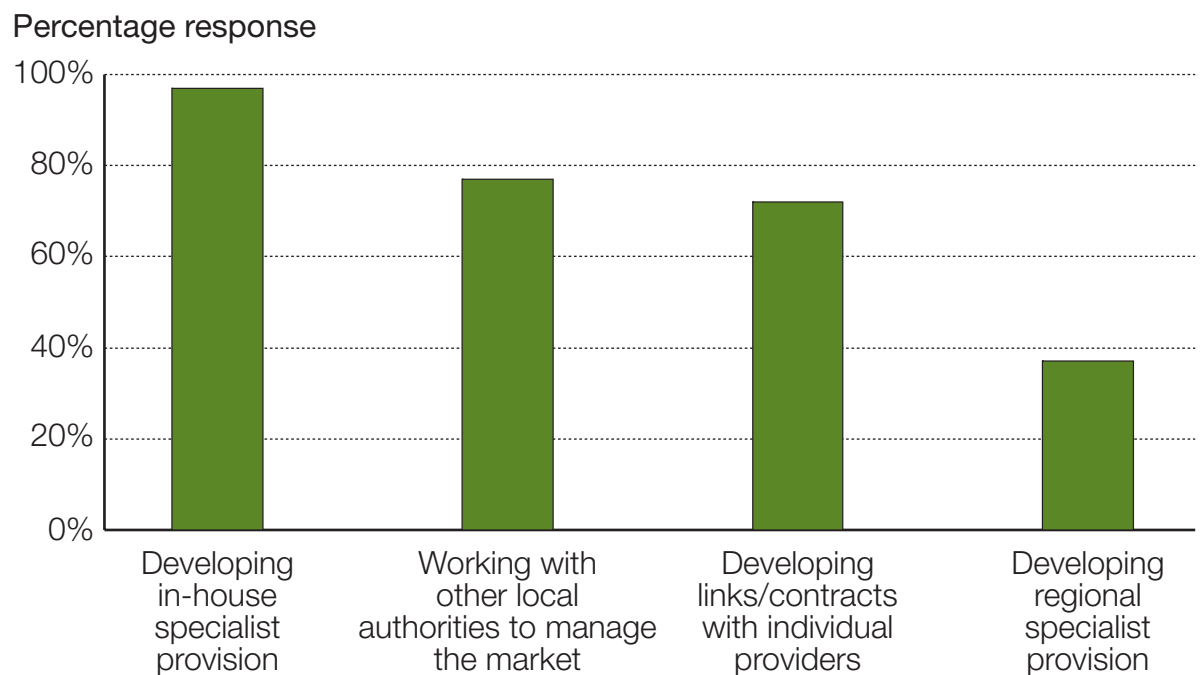 Percentage response
100%
80%
60%
40%
20%
0%
Developing
in-house
specialist
provision
Working with
other local
authorities to manage
the market
Developing
links/contracts
with individual
providers
Developing
regional
specialist
provision